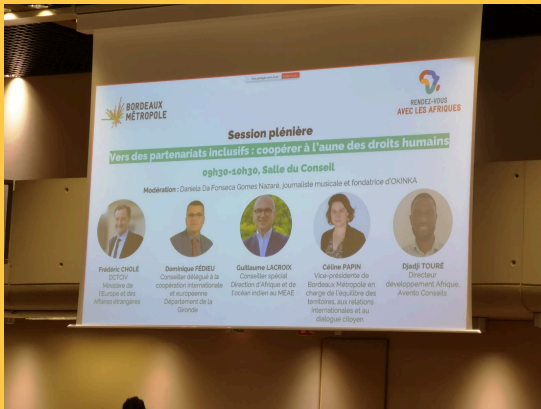 BORDEAUX
MÉTROPOLE
RENDEZ-VOUS
AVEC LES AFRIQUES
Session plénière
Vers des partenariats inclusifs : coopérer à l'aune des droits humains
09h30-10h30, Salle du Conseil
Modération : Daniela Da Fonseca Gomes Nazaré, journaliste musicale et fondatrice d'OKINKA
Frédéric CHOLÉ
DCTCIV
Ministère de
l'Europe et des
Affaires étrangères
Dominique FÉDIEU
Conseiller délégué à la
coopération internationale
et européenne
Département de la
Gironde
Guillaume LACROIX
Conseiller spécial
Direction d'Afrique et de
l'océan indien au MEAE
Céline PAPIN
Vice-présidente de
Bordeaux Métropole en
charge de l'équilibre des
territoires, aux relations
internationales et au
dialogue citoyen
Djadji TOURÉ
Directeur,
développement Afrique,
Avento Conseils